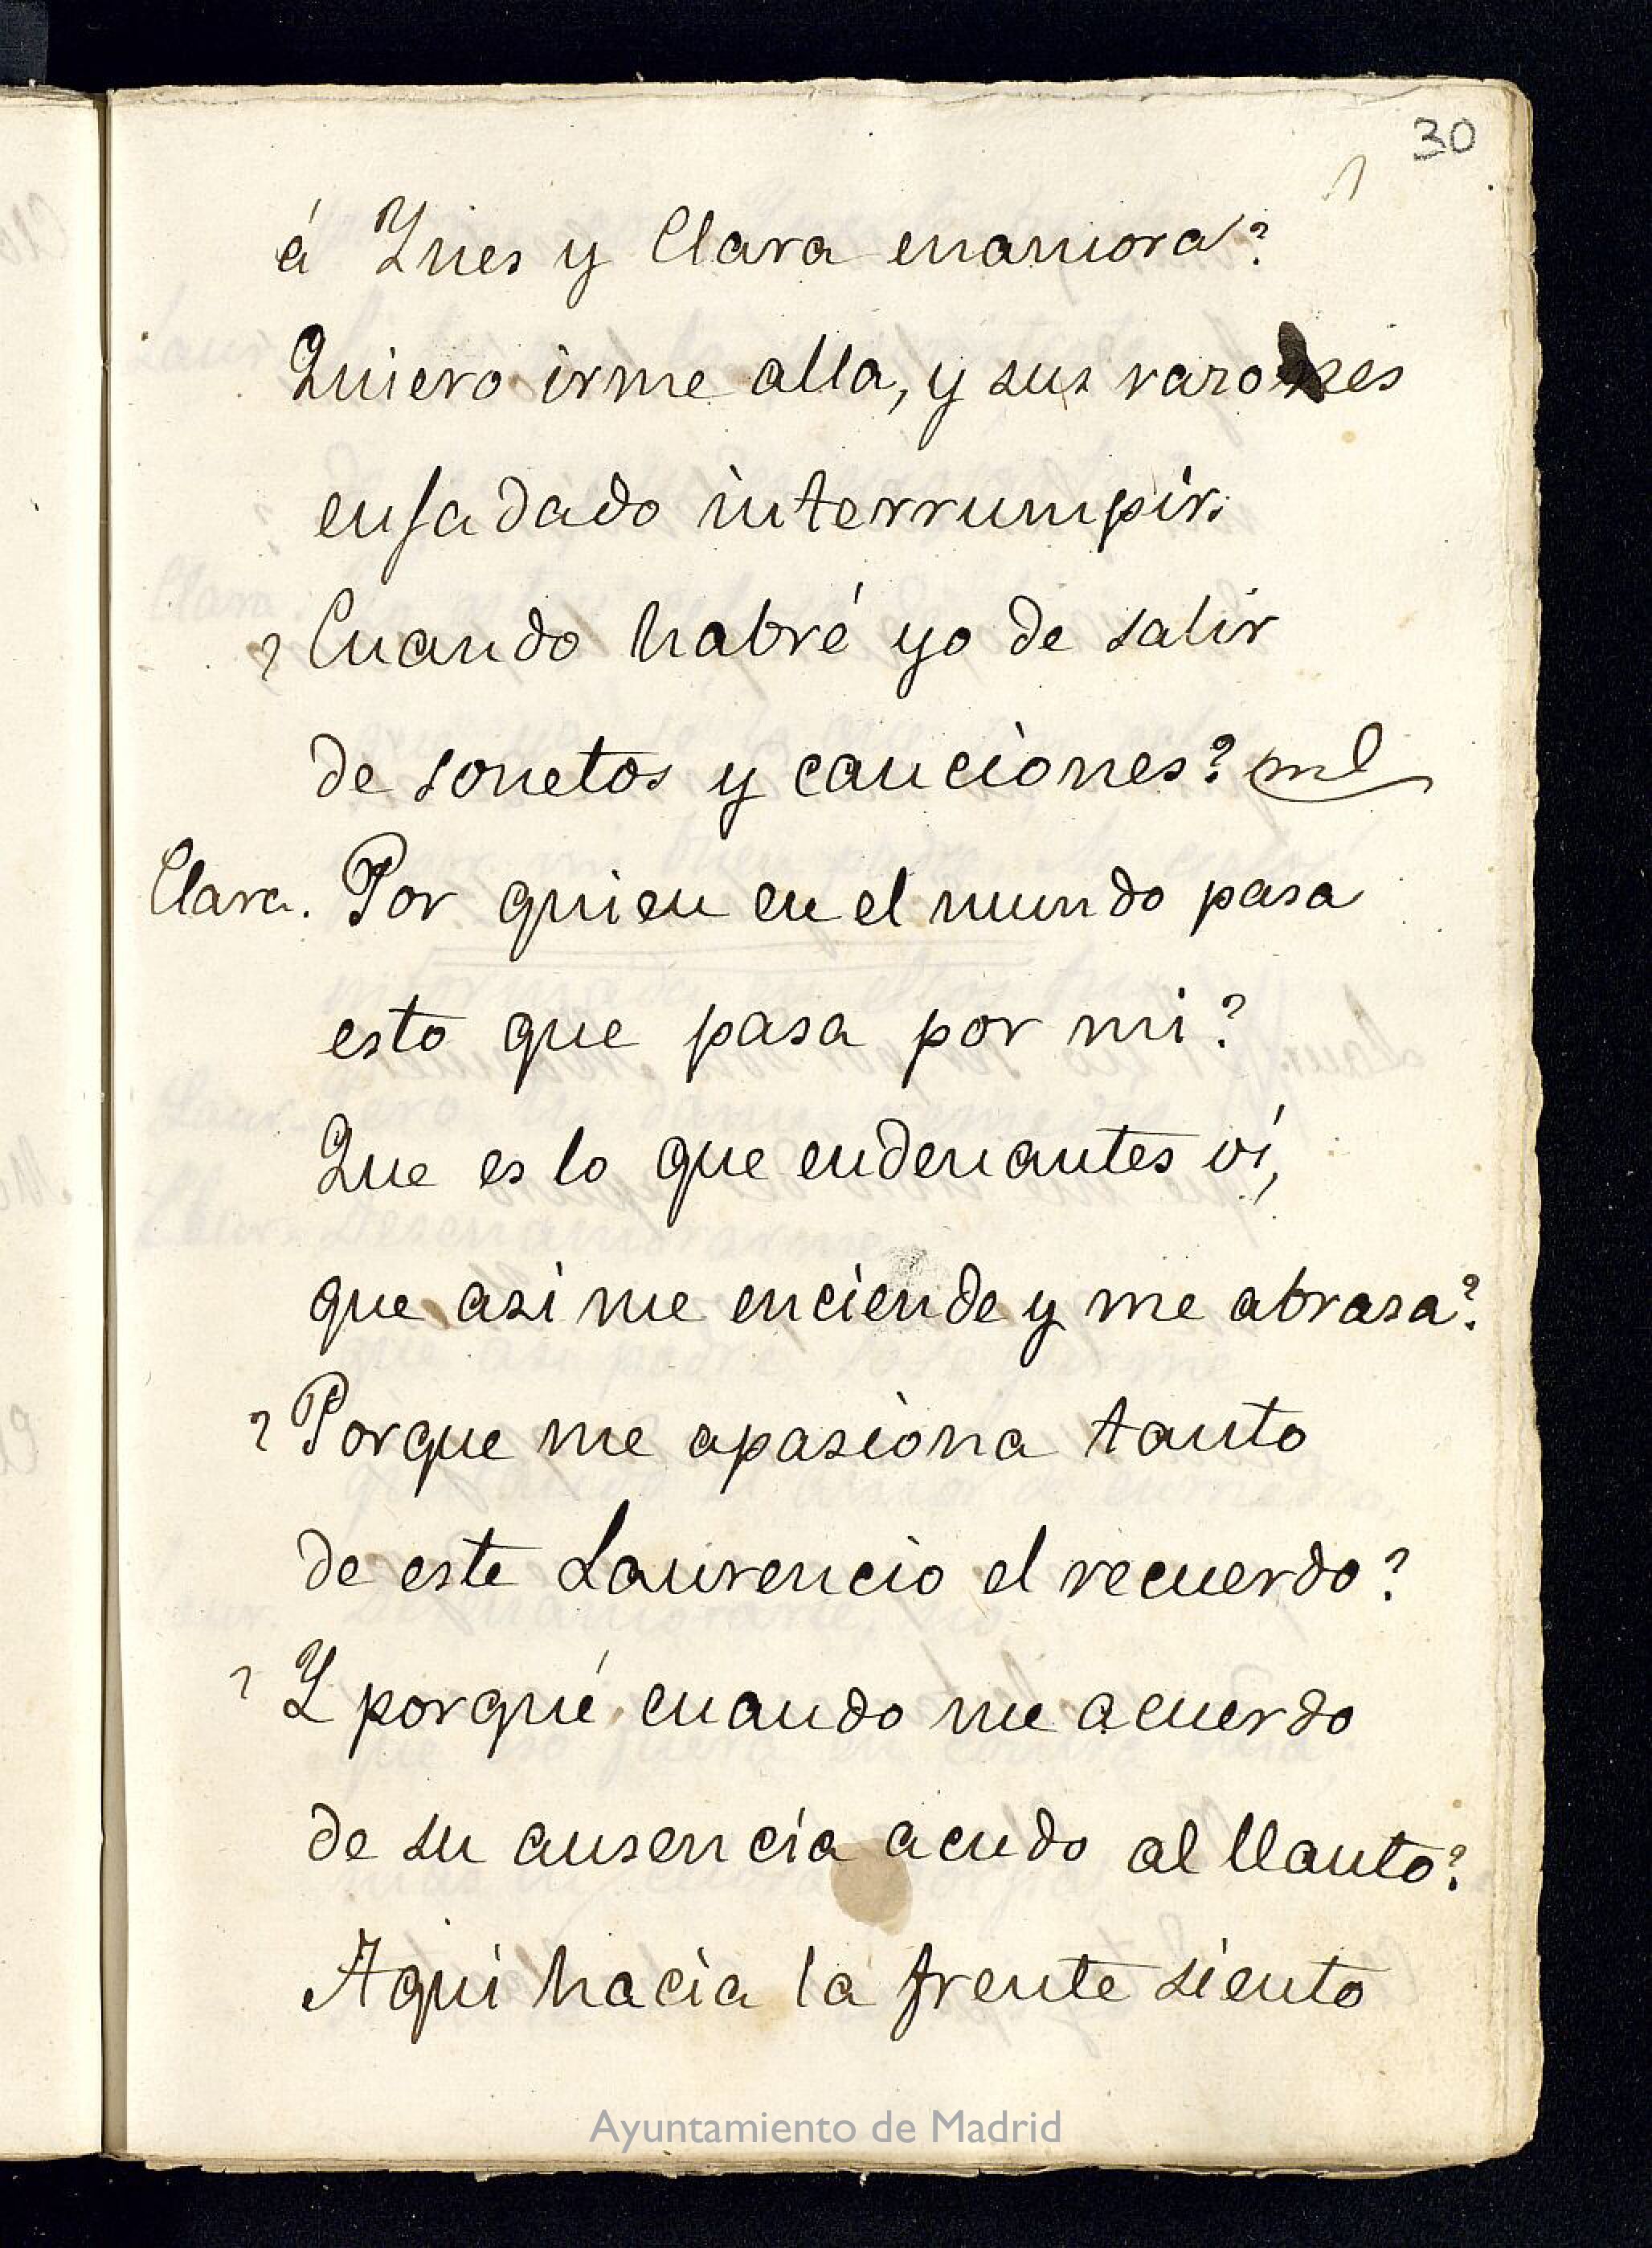 30
á Ynes y Clara enamora?
Quiero irme alla, y sus razones
enfadado interrumpir.
¿Cuando habré yo de salir
de sonetos y canciones?
Clara. Por quien en el mundo pasa
esto que pasa por mi?
Que es lo que endenantes ví,
que asi me enciende y me abrasa?
¿Porque me apasiona tanto
de este Laurencio el recuerdo?
¿Y porqué cuando me acuerdo
de su ausencia acudo al llanto?
Aqui hacia la frente siento
Ayuntamiento de Madrid